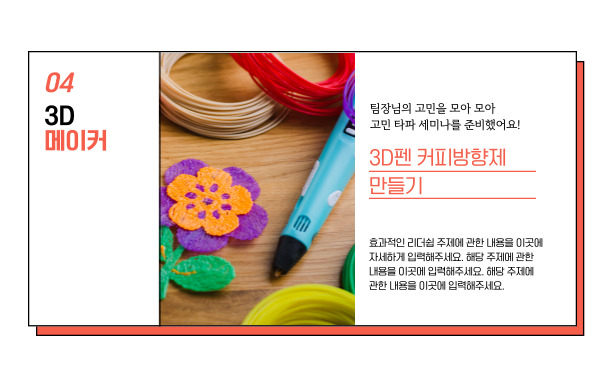 04
3D
메이커
팀장님의 고민을 모아 모아
고민 타파 세미나를 준비했어요!
3D펜 커피방향제
만들기
효과적인 리더쉽 주제에 관한 내용을 이곳에
자세하게 입력해주세요. 해당 주제에 관한
내용을 이곳에 입력해주세요. 해당 주제에
관한 내용을 이곳에 입력해주세요.